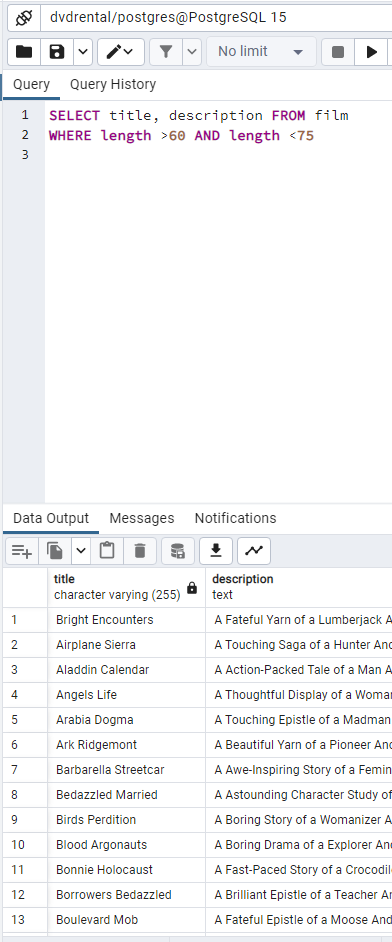 dvdrental/postgres@PostgreSQL 15
No limit
Query Query History
1 SELECT title, description FROM film
2 WHERE length >60 AND length <75
3
Data Output Messages Notifications
title description
character varying (255) text
1 Bright Encounters A Fateful Yarn of a Lumberjack A
2 Airplane Sierra A Touching Saga of a Hunter And
3 Aladdin Calendar A Action-Packed Tale of a Man A
4 Angels Life A Thoughtful Display of a Woma
5 Arabia Dogma A Touching Epistle of a Madman
6 Ark Ridgemont A Beautiful Yarn of a Pioneer And
7 Barbarella Streetcar A Awe-Inspiring Story of a Femin
8 Bedazzled Married A Astounding Character Study of
9 Birds Perdition A Boring Story of a Womanizer A
10 Blood Argonauts A Boring Drama of a Explorer And
11 Bonnie Holocaust A Fast-Paced Story of a Crocodil
12 Borrowers Bedazzled A Brilliant Epistle of a Teacher An
13 Boulevard Mob A Fateful Epistle of a Moose And